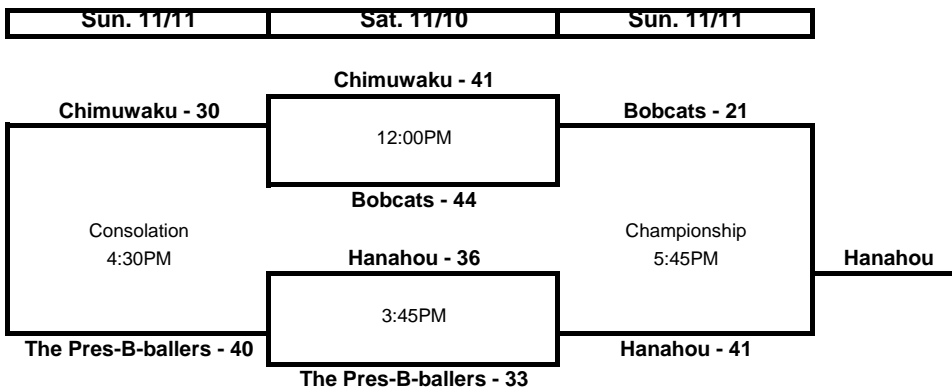 Sun. 11/11 Sat. 11/10 Sun. 11/11
Chimuwaku - 41
Chimuwaku - 30 Bobcats - 21
12:00PM
Bobcats - 44
Consolation Championship
4:30PM Hanahou - 36 5:45PM Hanahou
3:45PM
The Pres-B-ballers - 40 Hanahou - 41
The Pres-B-ballers - 33